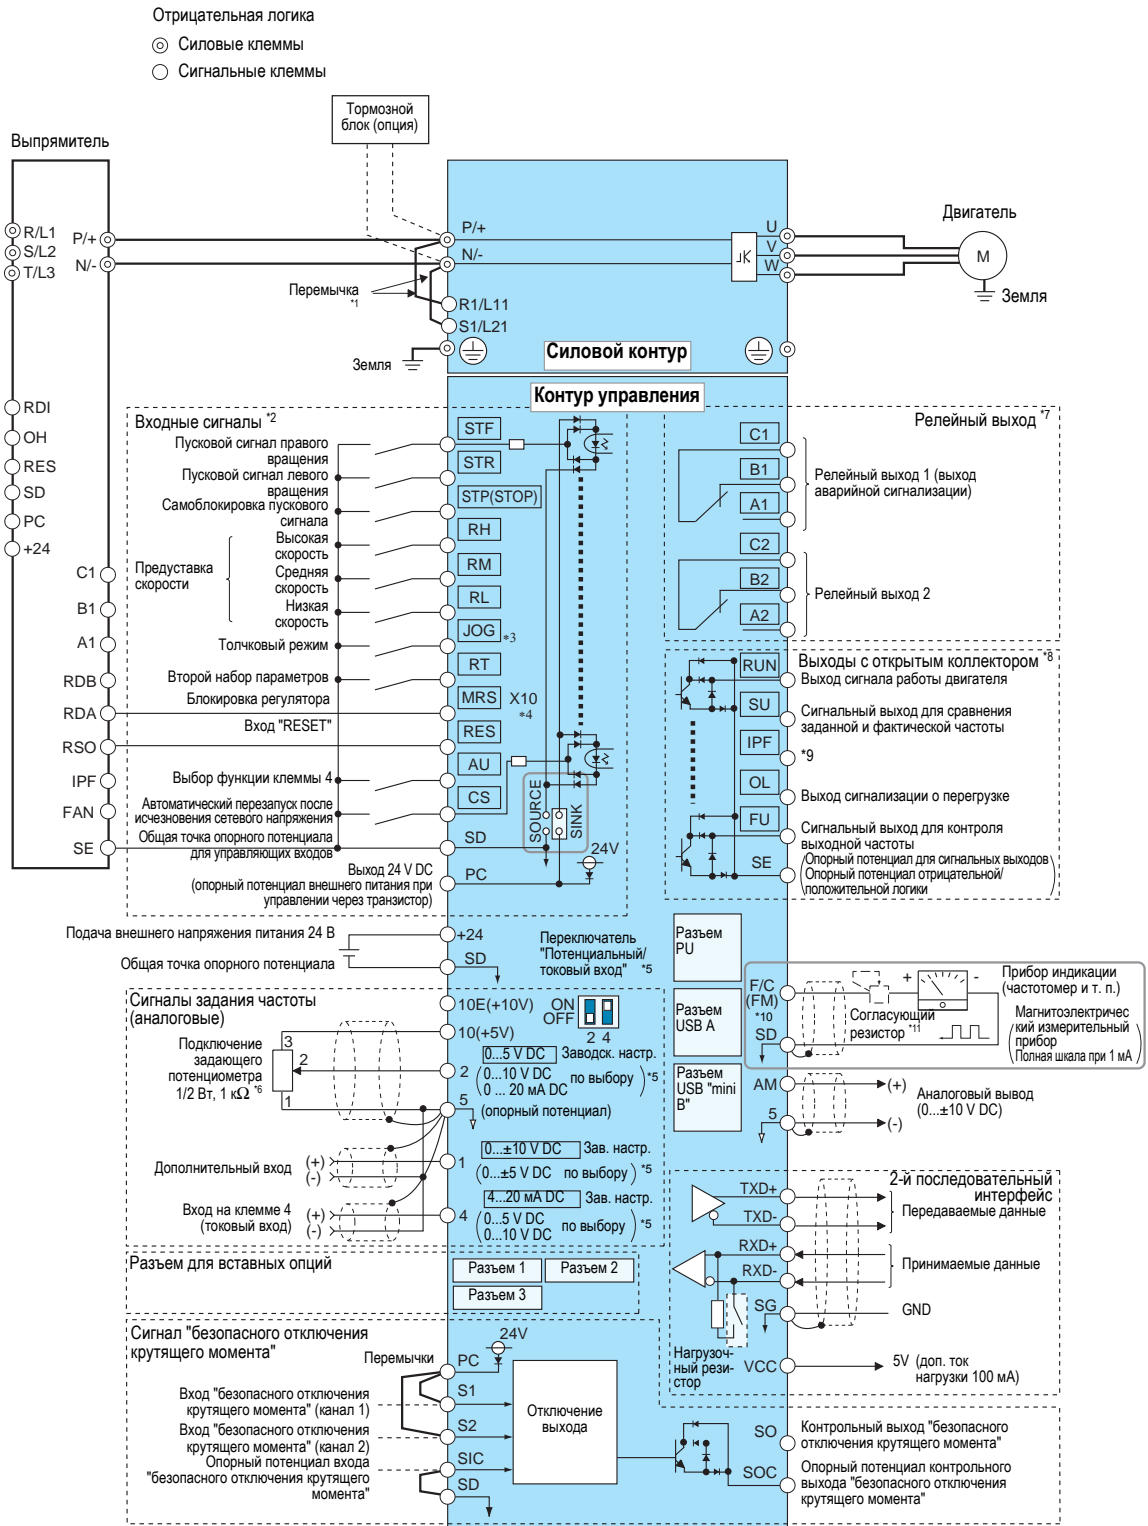 Отрицательная логика
Силовые клеммы
Сигнальные клеммы
Тормозной
блок (опция)
Выпрямитель
R/L1
S/L2
T/L3
P/+
N/-
P/+
N/-
Перемычка
*1
R1/L11
S1/L21
Земля
Силовой контур
U
V
W
Двигатель
M
Земля
Контур управления
RDI
OH
RES
SD
PC
+24
C1
B1
A1
RDB
RDA
RSO
IPF
FAN
SE
Входные сигналы *2
Пусковой сигнал правого
вращения
Пусковой сигнал левого
вращения
Самоблокировка пускового
сигнала
Предуставка
скорости
Высокая
скорость
Средняя
скорость
Низкая
скорость
Толчковый режим
Второй набор параметров
Блокировка регулятора
Вход "RESET"
Выбор функции клеммы 4
Автоматический перезапуск после
исчезновения сетевого напряжения
Общая точка опорного потенциала
для управляющих входов
Выход 24 V DC
(опорный потенциал внешнего питания при
управлении через транзистор)
STF
STR
STP(STOP)
RH
RM
RL
JOG *3
RT
MRS X10
*4
RES
AU
CS
SD
PC
SOURCE
SINK
24V
Релейный выход *7
C1
B1
A1
Релейный выход 1 (выход
аварийной сигнализации)
C2
B2
A2
Релейный выход 2
Выходы с открытым коллектором *8
RUN
Выход сигнала работы двигателя
SU
Сигнальный выход для сравнения
заданной и фактической частоты
IPF
*9
OL
Выход сигнализации о перегрузке
FU
Сигнальный выход для контроля
выходной частоты
SE
(Опорный потенциал для сигнальных выходов
Опорный потенциал отрицательной/
положительной логики)
Подача внешнего напряжения питания 24 В
+24
Общая точка опорного потенциала
SD
Переключатель
"Потенциальный/
токовый вход" *5
ON
OFF
2 4
Разъем
PU
Разъем
USB A
Разъем
USB "mini
B"
Сигналы задания частоты
(аналоговые)
Подключение
задающего
потенциометра
1/2 Вт, 1 кΩ *6
3
2
1
10E(+10V)
10(+5V)
0...5 V DC Заводск. настр.
2
(0...10 V DC
0 ... 20 мА DC по выбору) *5
5
(опорный потенциал)
Дополнительный вход
(+)
(-)
1
0...±10 V DC Зав. настр.
(0...±5 V DC по выбору) *5
Вход на клемме 4
(токовый вход)
(+)
(-)
4
4...20 мА DC Зав. настр.
(0...5 V DC
0...10 V DC по выбору) *5
F/C
(FM)
*10
SD
Согласующий
резистор *11
+
-
Прибор индикации
(частотомер и т. п.)
(Магнитоэлектричес
кий измерительный
прибор
Полная шкала при 1 мА)
AM
5
(+)
(-)
Аналоговый вывод
(0...±10 V DC)
2-й последовательный
интерфейс
TXD+
TXD-
Передаваемые данные
RXD+
RXD-
Принимаемые данные
SG
GND
Нагрузоч-
ный рези-
стор
VCC
5V (доп. ток
нагрузки 100 мА)
Разъем для вставных опций
Разъем 1
Разъем 2
Разъем 3
Сигнал "безопасного отключения
крутящего момента"
Перемычки
24V
PC
S1
S2
SIC
SD
Вход "безопасного отключения
крутящего момента" (канал 1)
Вход "безопасного отключения
крутящего момента" (канал 2)
Опорный потенциал входа
"безопасного отключения крутящего
момента"
Отключение
выхода
SO
Контрольный выход "безопасного
отключения крутящего момента"
SOC
Опорный потенциал контрольного
выхода "безопасного отключения
крутящего момента"